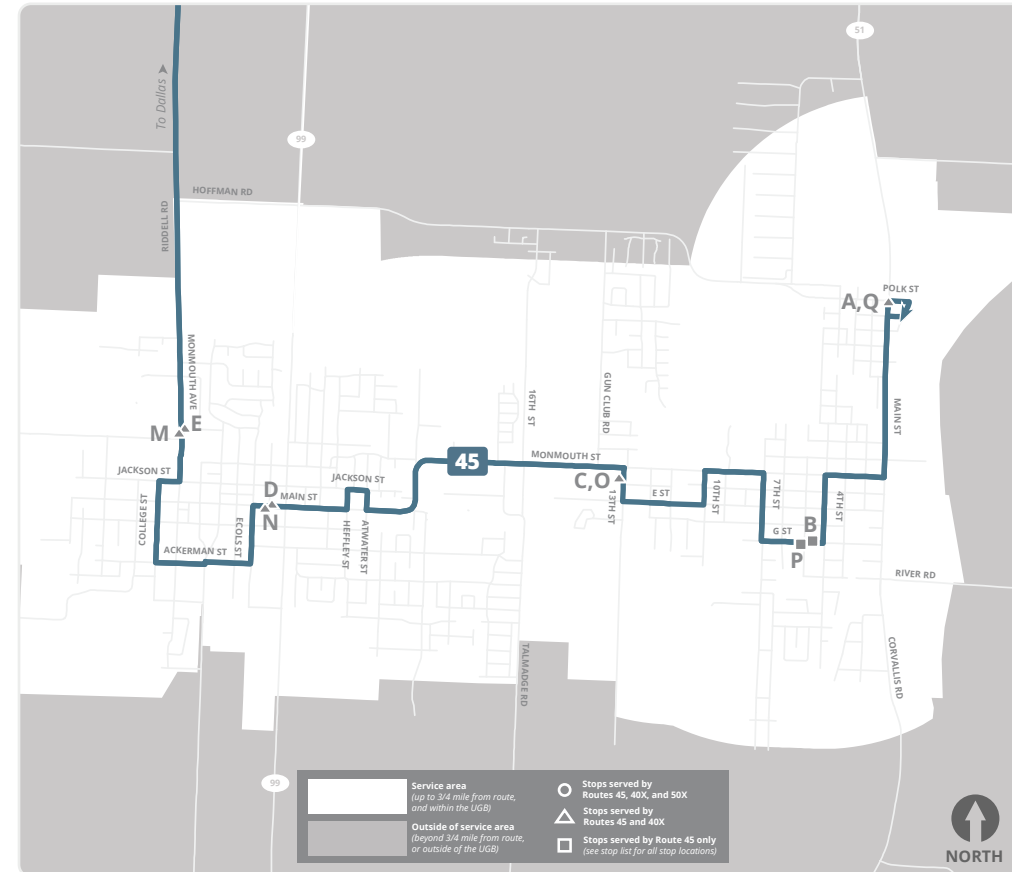 51
To Dallas
99
HOFFMAN RD
RIDDELL RD
POLK ST
A,Q
MONMOUTH AVE
GUN CLUB RD
16TH ST
MAIN ST
E
M
MONMOUTH ST
45
JACKSON ST
JACKSON ST
C,O
D
MAIN ST
E ST
13TH ST
10TH ST
7TH ST
4TH ST
COLLEGE ST
ECOLS ST
N
HEFFLEY ST
ATWATER ST
G ST
B
ACKERMAN ST
P
RIVER RD
TALMADGE RD
CORVALLIS RD
99
Service area
(up to 3/4 mile from route,
and within the UGB)
Outside of service area
(beyond 3/4 mile from route,
or outside of the UGB)
Stops served by
Routes 45, 40X, and 50X
Stops served by
Routes 45 and 40X
Stops served by Route 45 only
(see stop list for all stop locations)
NORTH